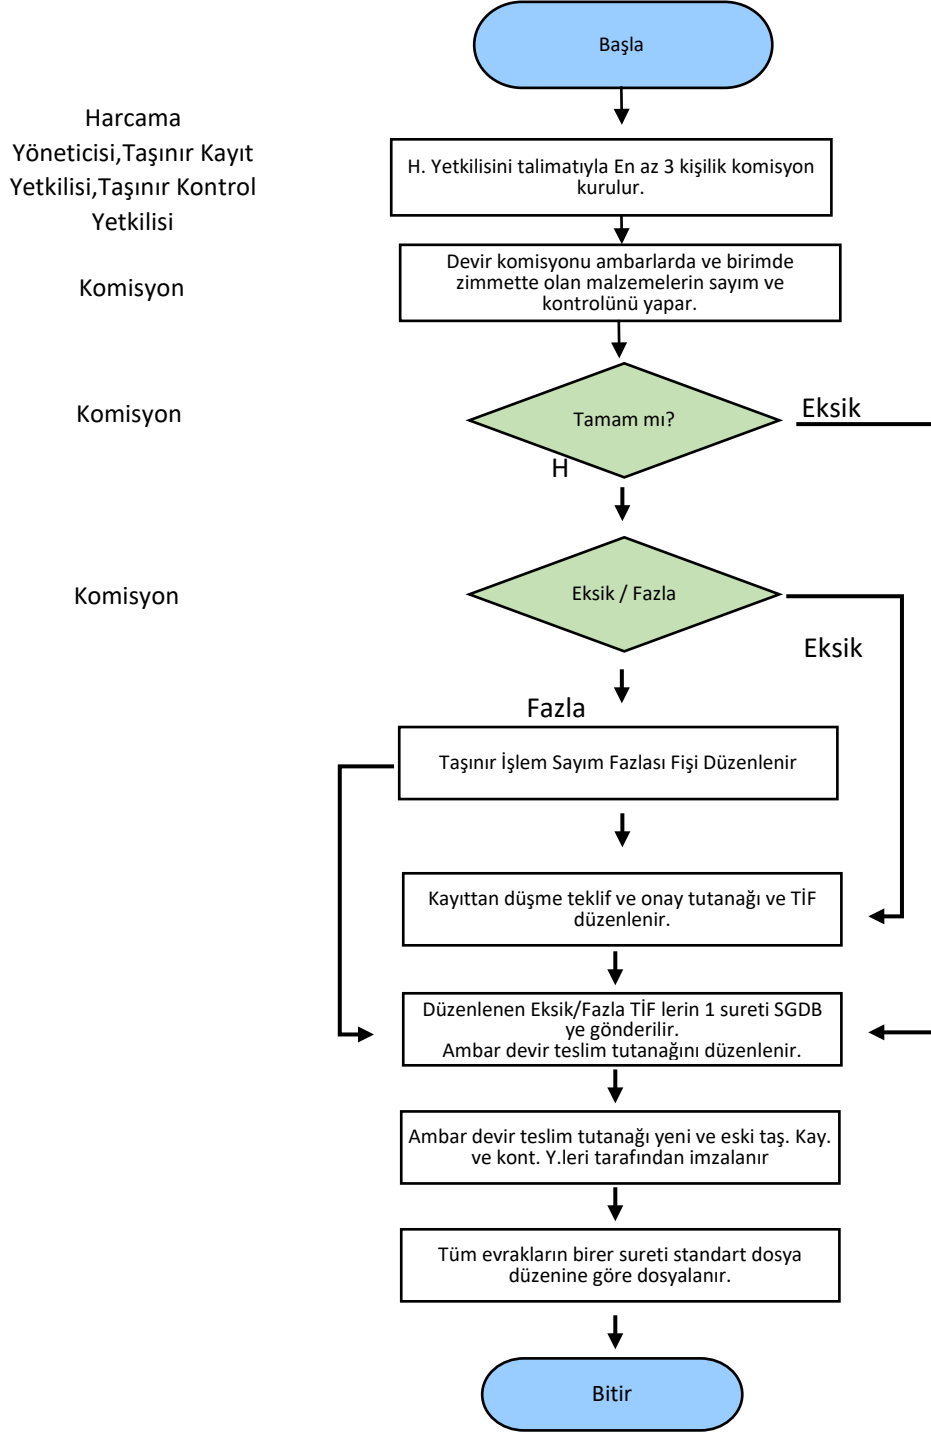 Başla
Harcama
Yöneticisi,Taşınır Kayıt
Yetkilisi,Taşınır Kontrol
Yetkilisi
H. Yetkilisini talimatıyla En az 3 kişilik komisyon
kurulur.
Komisyon
Devir komisyonu ambarlarda ve birimde
zimmette olan malzemelerin sayım ve
kontrolünü yapar.
Komisyon
Tamam mı?
Eksik
H
Komisyon
Eksik / Fazla
Eksik
Fazla
Taşınır İşlem Sayım Fazlası Fişi Düzenlenir
Kayıttan düşme teklif ve onay tutanağı ve TİF
düzenlenir.
Düzenlenen Eksik/Fazla TİF lerin 1 sureti SGDB
ye gönderilir.
Ambar devir teslim tutanağını düzenlenir.
Ambar devir teslim tutanağı yeni ve eski taş. Kay.
ve kont. Y.leri tarafından imzalanır
Tüm evrakların birer sureti standart dosya
düzenine göre dosyalanır.
Bitir